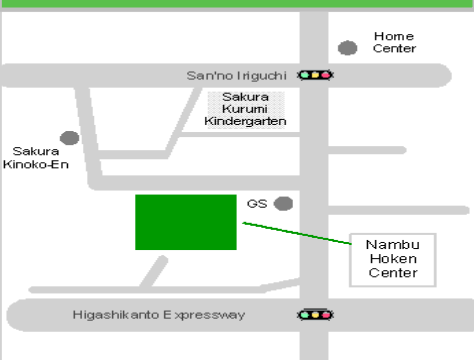 Home
Center
San'no Iriguchi
Sakura
Kurumi
Kindergarten
Sakura
Kinoko-En
GS
Nambu
Hoken
Center
Higashikanto Expressway